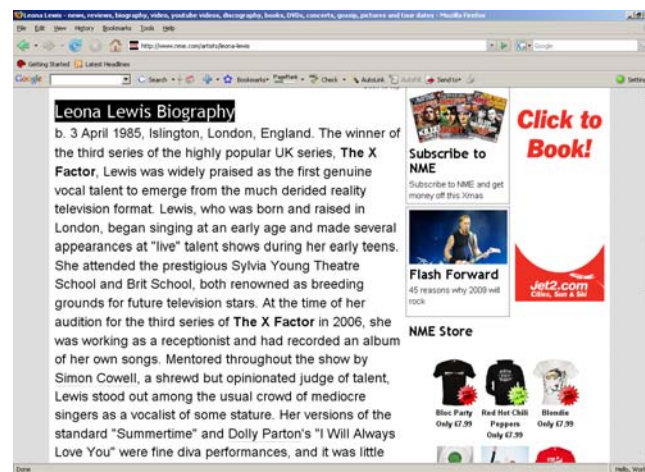 Leona Lewis - news, reviews, biography, video, youtube videos, discography, books, DVDs, concerts, gossip, pictures and tour dates - Mozilla Firefox
File Edit View History Bookmarks Tools Help
http://www.nme.com/artists/leona-lewis
Google
Getting Started Latest Headlines
Google Search Bookmarks PageRank Check AutoLink AutoFill Send to
Leona Lewis Biography
b. 3 April 1985, Islington, London, England. The winner of
the third series of the highly popular UK series, The X
Factor, Lewis was widely praised as the first genuine
vocal talent to emerge from the much derided reality
television format. Lewis, who was born and raised in
London, began singing at an early age and made several
appearances at "live" talent shows during her early teens.
She attended the prestigious Sylvia Young Theatre
School and Brit School, both renowned as breeding
grounds for future television stars. At the time of her
audition for the third series of The X Factor in 2006, she
was working as a receptionist and had recorded an album
of her own songs. Mentored throughout the show by
Simon Cowell, a shrewd but opinionated judge of talent,
Lewis stood out among the usual crowd of mediocre
singers as a vocalist of some stature. Her versions of the
standard "Summertime" and Dolly Parton's "I Will Always
Love You" were fine diva performances, and it was little
Subscribe to
NME
Subscribe to NME and get
money off this Xmas
Flash Forward
45 reasons why 2009 will
rock
NME Store
Bloc Party
Only £7.99
Red Hot Chili
Peppers
Only £7.99
Blondie
Only £7.99
Click to
Book!
Jet2.com
Cities, Sun & Ski
Done